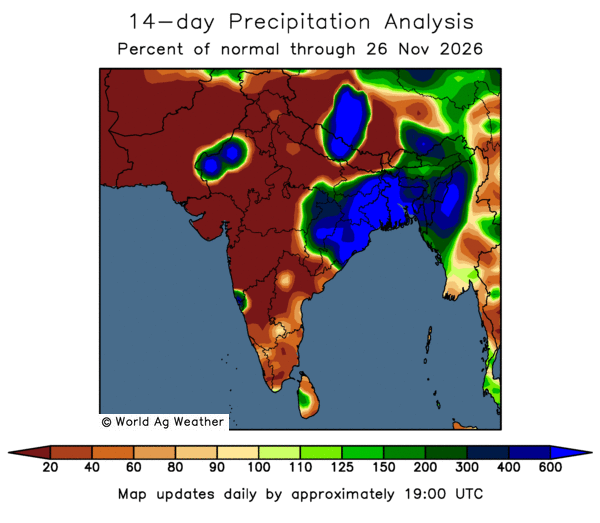 14-day Precipitation Analysis
Percent of normal through 26 Nov 2026
© World Ag Weather
20 40 60 80 90 100 110 125 150 200 300 400 600
Map updates daily by approximately 19:00 UTC